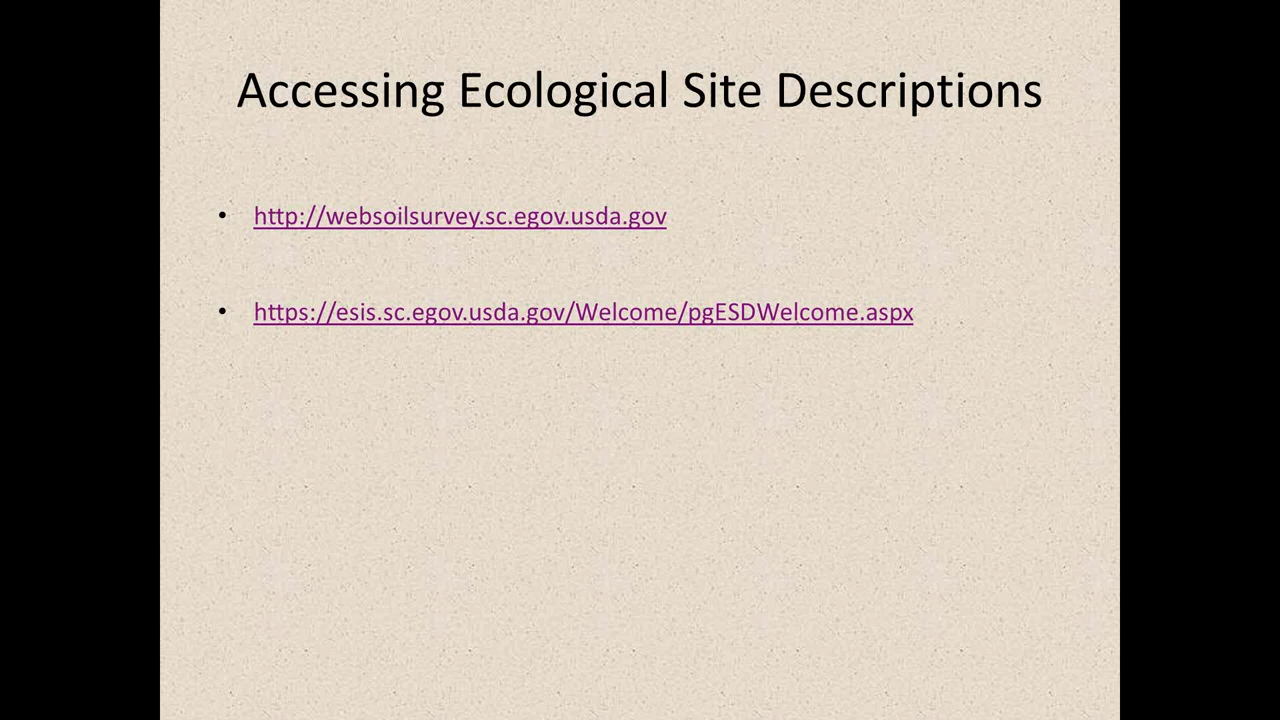 Accessing Ecological Site Descriptions
• http://websoilsurvey.sc.egov.usda.gov
• https://esis.sc.egov.usda.gov/Welcome/pgESDWelcome.aspx